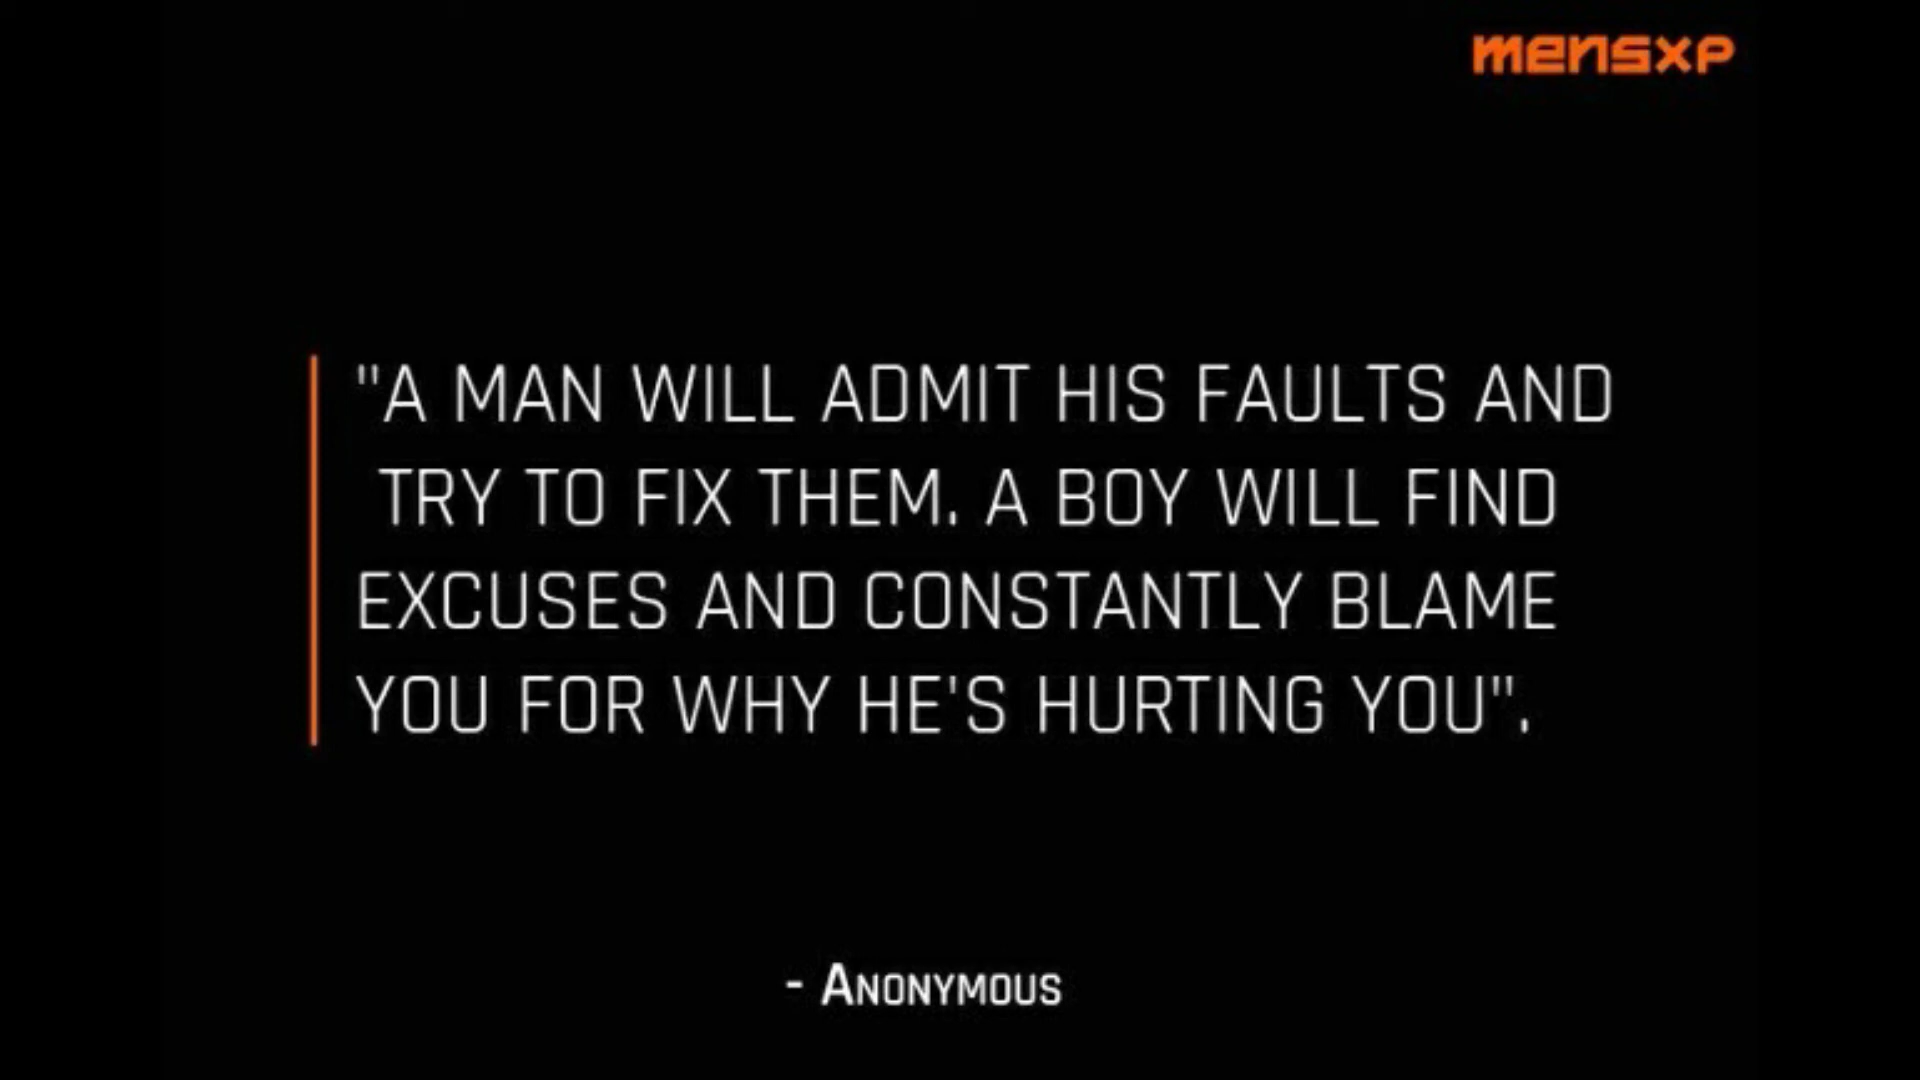 mensxp
"A MAN WILL ADMIT HIS FAULTS AND
TRY TO FIX THEM. A BOY WILL FIND
EXCUSES AND CONSTANTLY BLAME
YOU FOR WHY HE'S HURTING YOU".
- ANONYMOUS